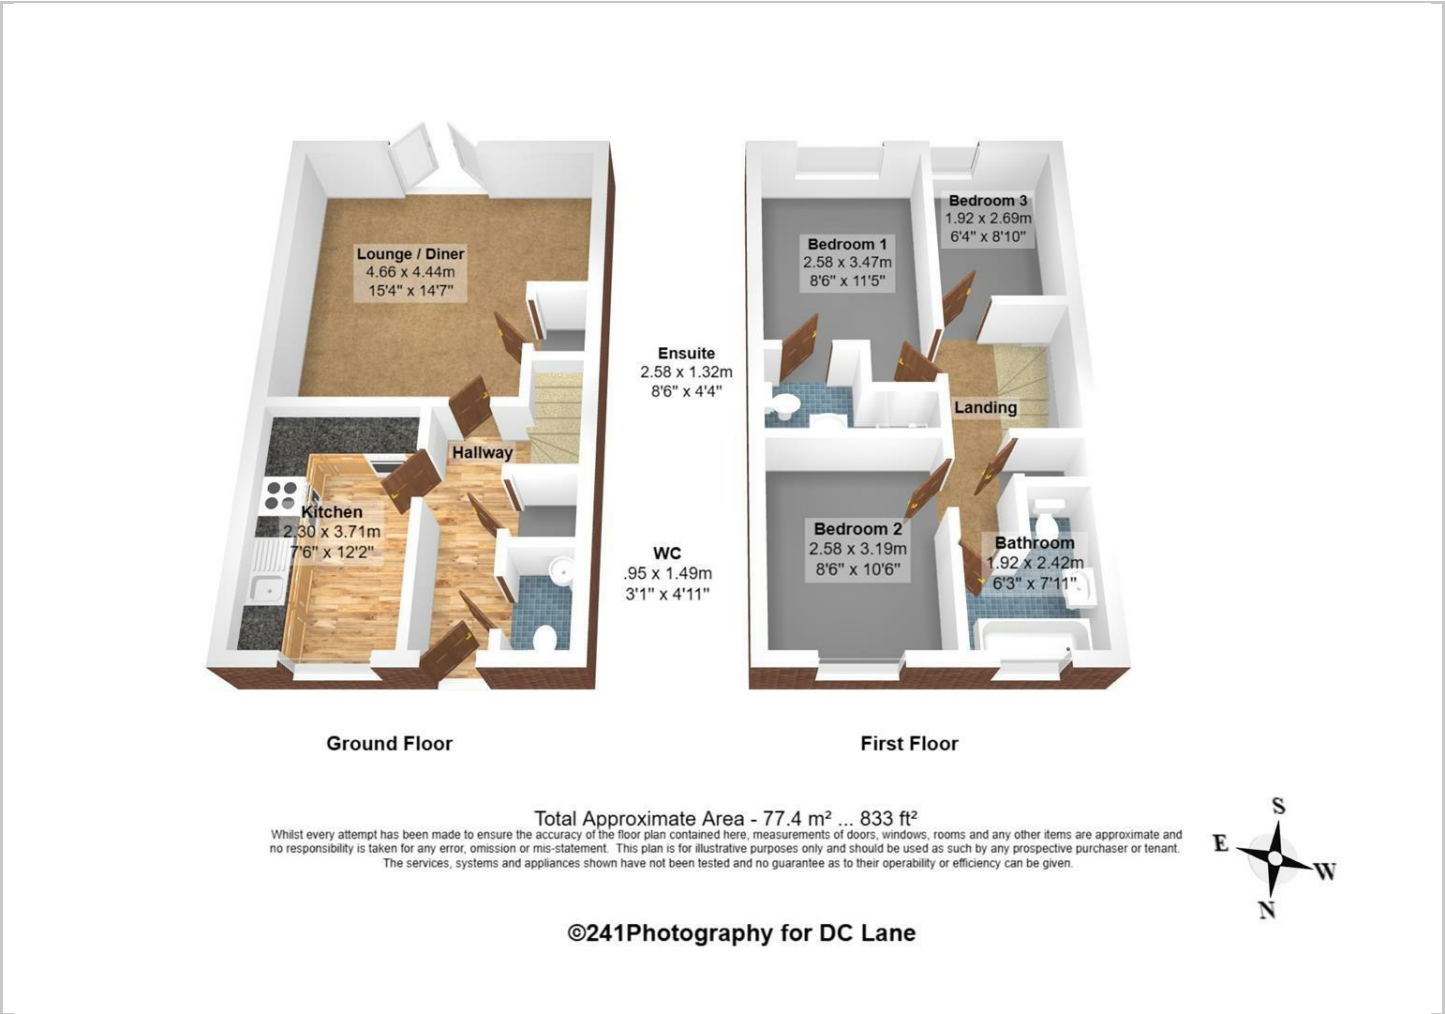 Lounge / Diner
4.66 x 4.44m
15'4" x 14'7"
Kitchen
2.30 x 3.71m
7'6" x 12'2"
Hallway
Ensuite
2.58 x 1.32m
8'6" x 4'4"
WC
.95 x 1.49m
3'1" x 4'11"
Bedroom 1
2.58 x 3.47m
8'6" x 11'5"
Bedroom 3
1.92 x 2.69m
6'4" x 8'10"
Landing
Bedroom 2
2.58 x 3.19m
8'6" x 10'6"
Bathroom
1.92 x 2.42m
6'3" x 7'11"
Ground Floor
First Floor
Total Approximate Area - 77.4 m² ... 833 ft²
Whilst every attempt has been made to ensure the accuracy of the floor plan contained here, measurements of doors, windows, rooms and any other items are approximate and
no responsibility is taken for any error, omission or mis-statement. This plan is for illustrative purposes only and should be used as such by any prospective purchaser or tenant.
The services, systems and appliances shown have not been tested and no guarantee as to their operability or efficiency can be given.
©241Photography for DC Lane
S
E
W
N